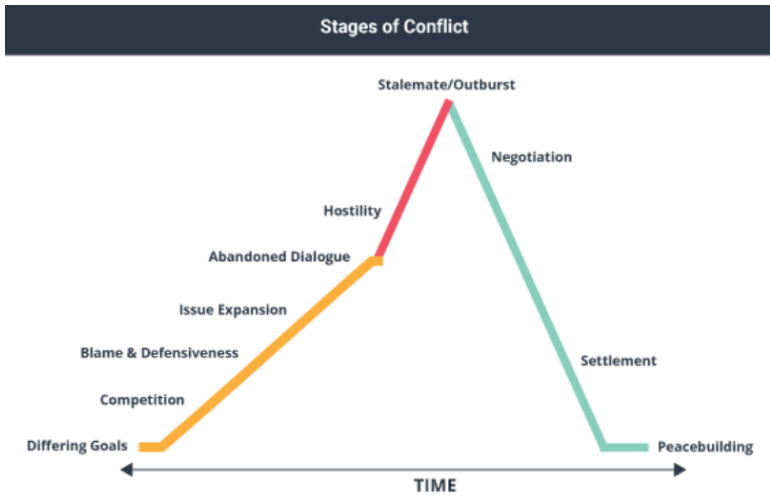 Stages of Conflict
Stalemate/Outburst
Negotiation
Hostility
Abandoned Dialogue
Issue Expansion
Blame & Defensiveness
Settlement
Competition
Differing Goals
Peacebuilding
TIME